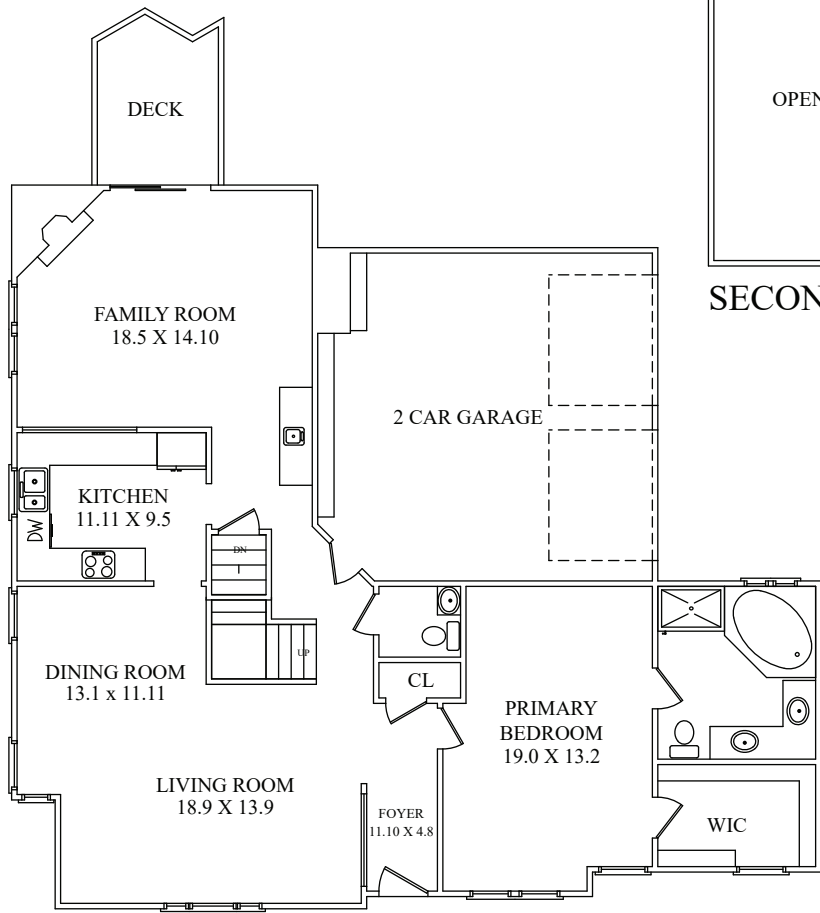 DECK
OPEN
SECON
FAMILY ROOM
18.5 X 14.10
2 CAR GARAGE
KITCHEN
11.11 X 9.5
DW
DN
UP
DINING ROOM
13.1 x 11.11
CL
PRIMARY
BEDROOM
19.0 X 13.2
LIVING ROOM
18.9 X 13.9
FOYER
11.10 X 4.8
WIC